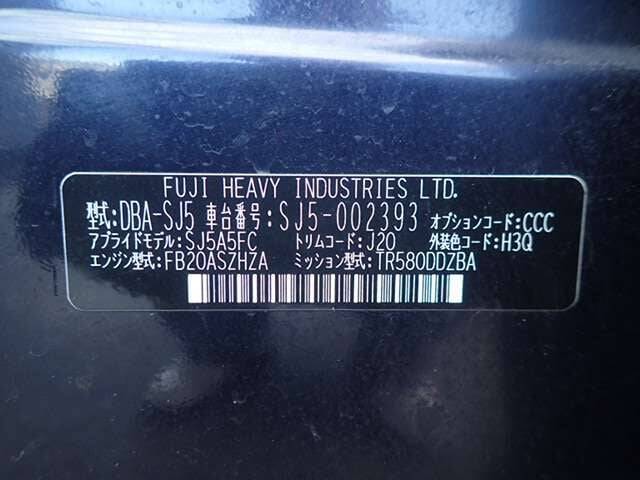 FUJI HEAVY INDUSTRIES LTD.
型式:DBA-SJ5 車台番号:SJ5-002393 オプションコード:CCC
アプライドモデル:SJ5A5FC トリムコード:J20 外装色コード:H3Q
エンジン型式:FB20ASZHZA ミッション型式:TR580DDZBA